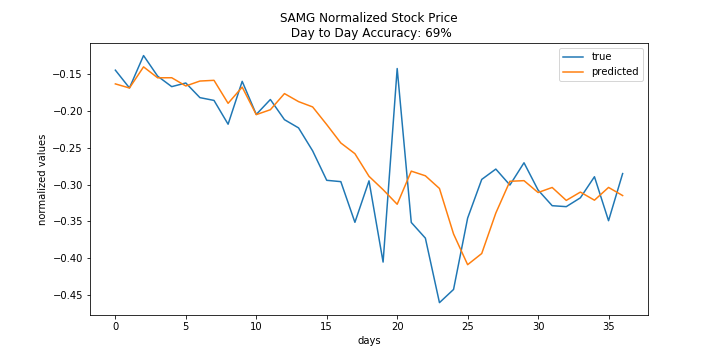 SAMG Normalized Stock Price
Day to Day Accuracy: 69%
true
predicted
normalized values
−0.15
−0.20
−0.25
−0.30
−0.35
−0.40
−0.45
0 5 10 15 20 25 30 35
days